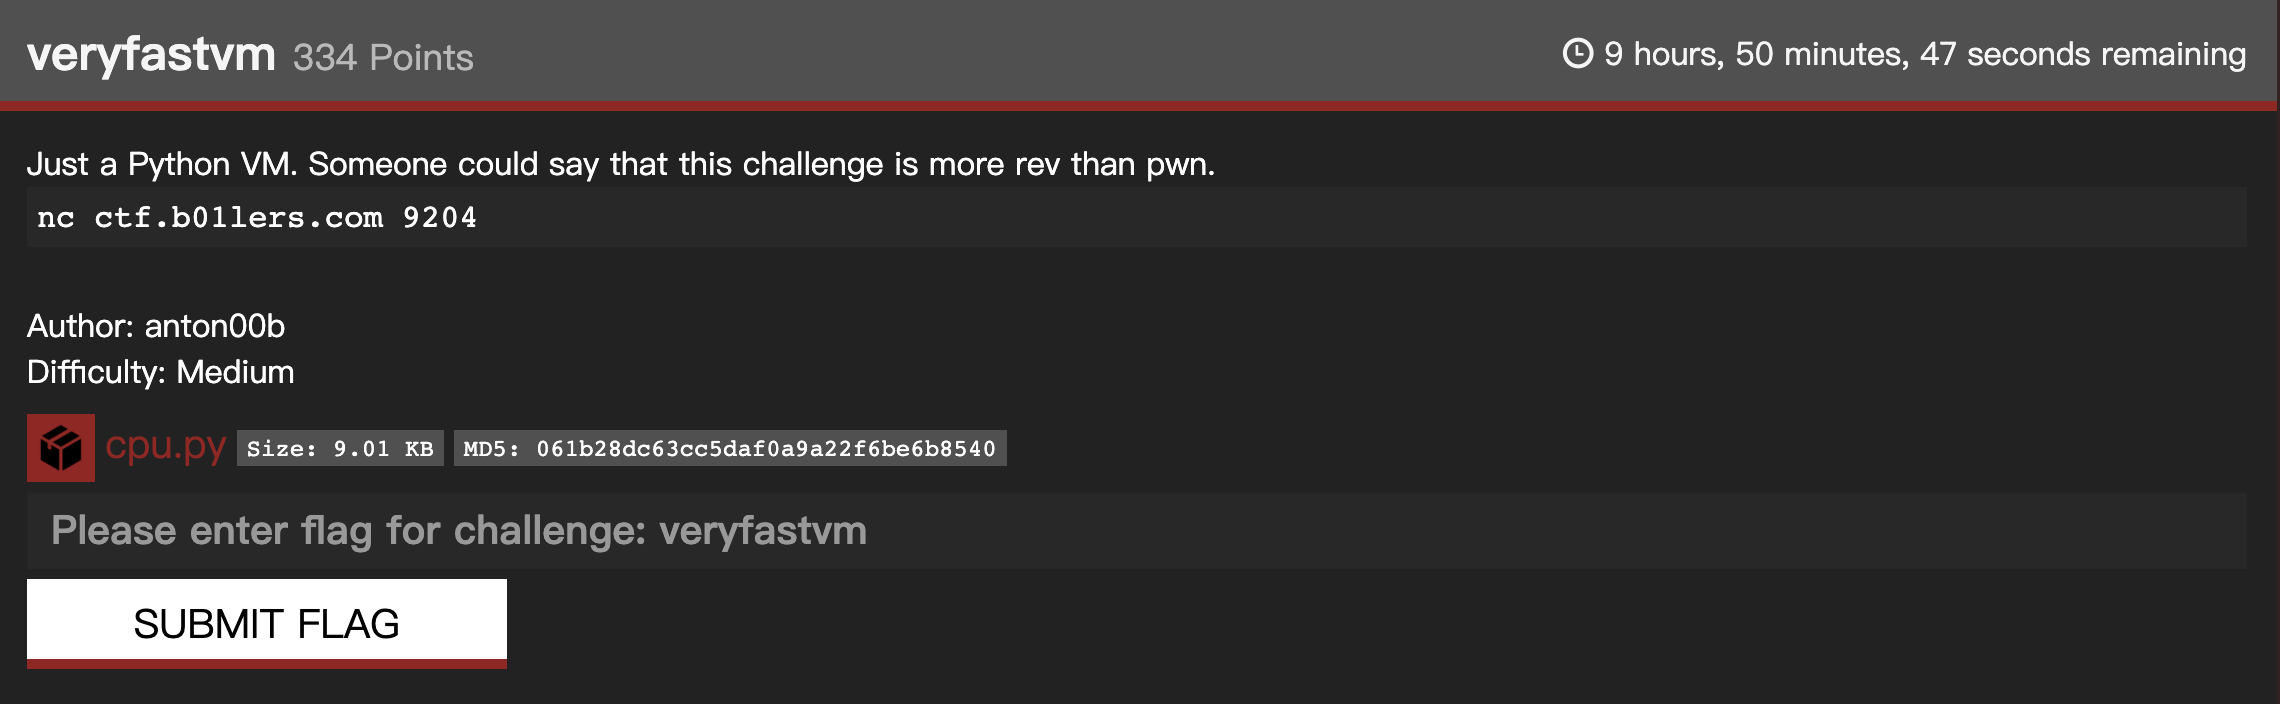 veryfastvm 334 Points
9 hours, 50 minutes, 47 seconds remaining
Just a Python VM. Someone could say that this challenge is more rev than pwn.
nc ctf.b01lers.com 9204
Author: anton00b
Difficulty: Medium
cpu.py Size: 9.01 KB MD5: 061b28dc63cc5daf0a9a22f6be6b8540
Please enter flag for challenge: veryfastvm
SUBMIT FLAG